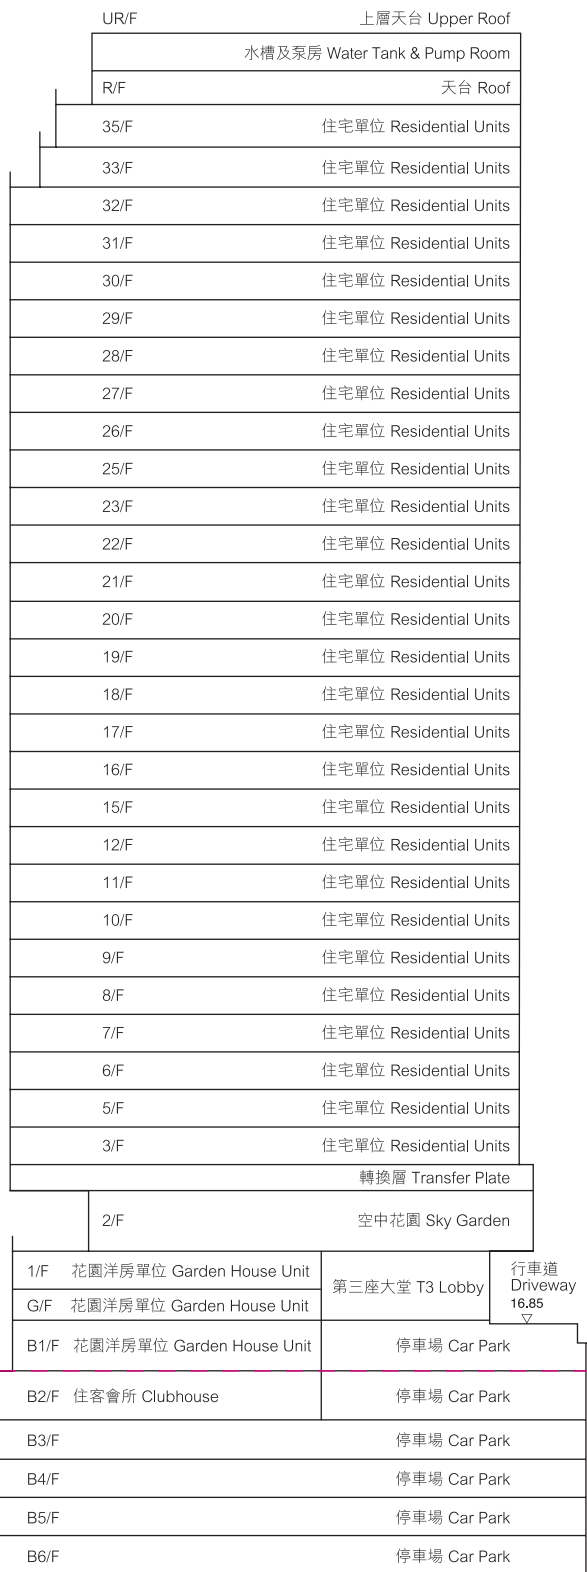 UR/F 上層天台 Upper Roof
水槽及泵房 Water Tank & Pump Room
R/F 天台 Roof
35/F 住宅單位 Residential Units
33/F 住宅單位 Residential Units
32/F 住宅單位 Residential Units
31/F 住宅單位 Residential Units
30/F 住宅單位 Residential Units
29/F 住宅單位 Residential Units
28/F 住宅單位 Residential Units
27/F 住宅單位 Residential Units
26/F 住宅單位 Residential Units
25/F 住宅單位 Residential Units
23/F 住宅單位 Residential Units
22/F 住宅單位 Residential Units
21/F 住宅單位 Residential Units
20/F 住宅單位 Residential Units
19/F 住宅單位 Residential Units
18/F 住宅單位 Residential Units
17/F 住宅單位 Residential Units
16/F 住宅單位 Residential Units
15/F 住宅單位 Residential Units
12/F 住宅單位 Residential Units
11/F 住宅單位 Residential Units
10/F 住宅單位 Residential Units
9/F 住宅單位 Residential Units
8/F 住宅單位 Residential Units
7/F 住宅單位 Residential Units
6/F 住宅單位 Residential Units
5/F 住宅單位 Residential Units
3/F 住宅單位 Residential Units
轉換層 Transfer Plate
2/F 空中花園 Sky Garden
1/F 花園洋房單位 Garden House Unit
G/F 花園洋房單位 Garden House Unit
第三座大堂 T3 Lobby
行車道
Driveway
16.85
B1/F 花園洋房單位 Garden House Unit 停車場 Car Park
B2/F 住客會所 Clubhouse 停車場 Car Park
B3/F 停車場 Car Park
B4/F 停車場 Car Park
B5/F 停車場 Car Park
B6/F 停車場 Car Park